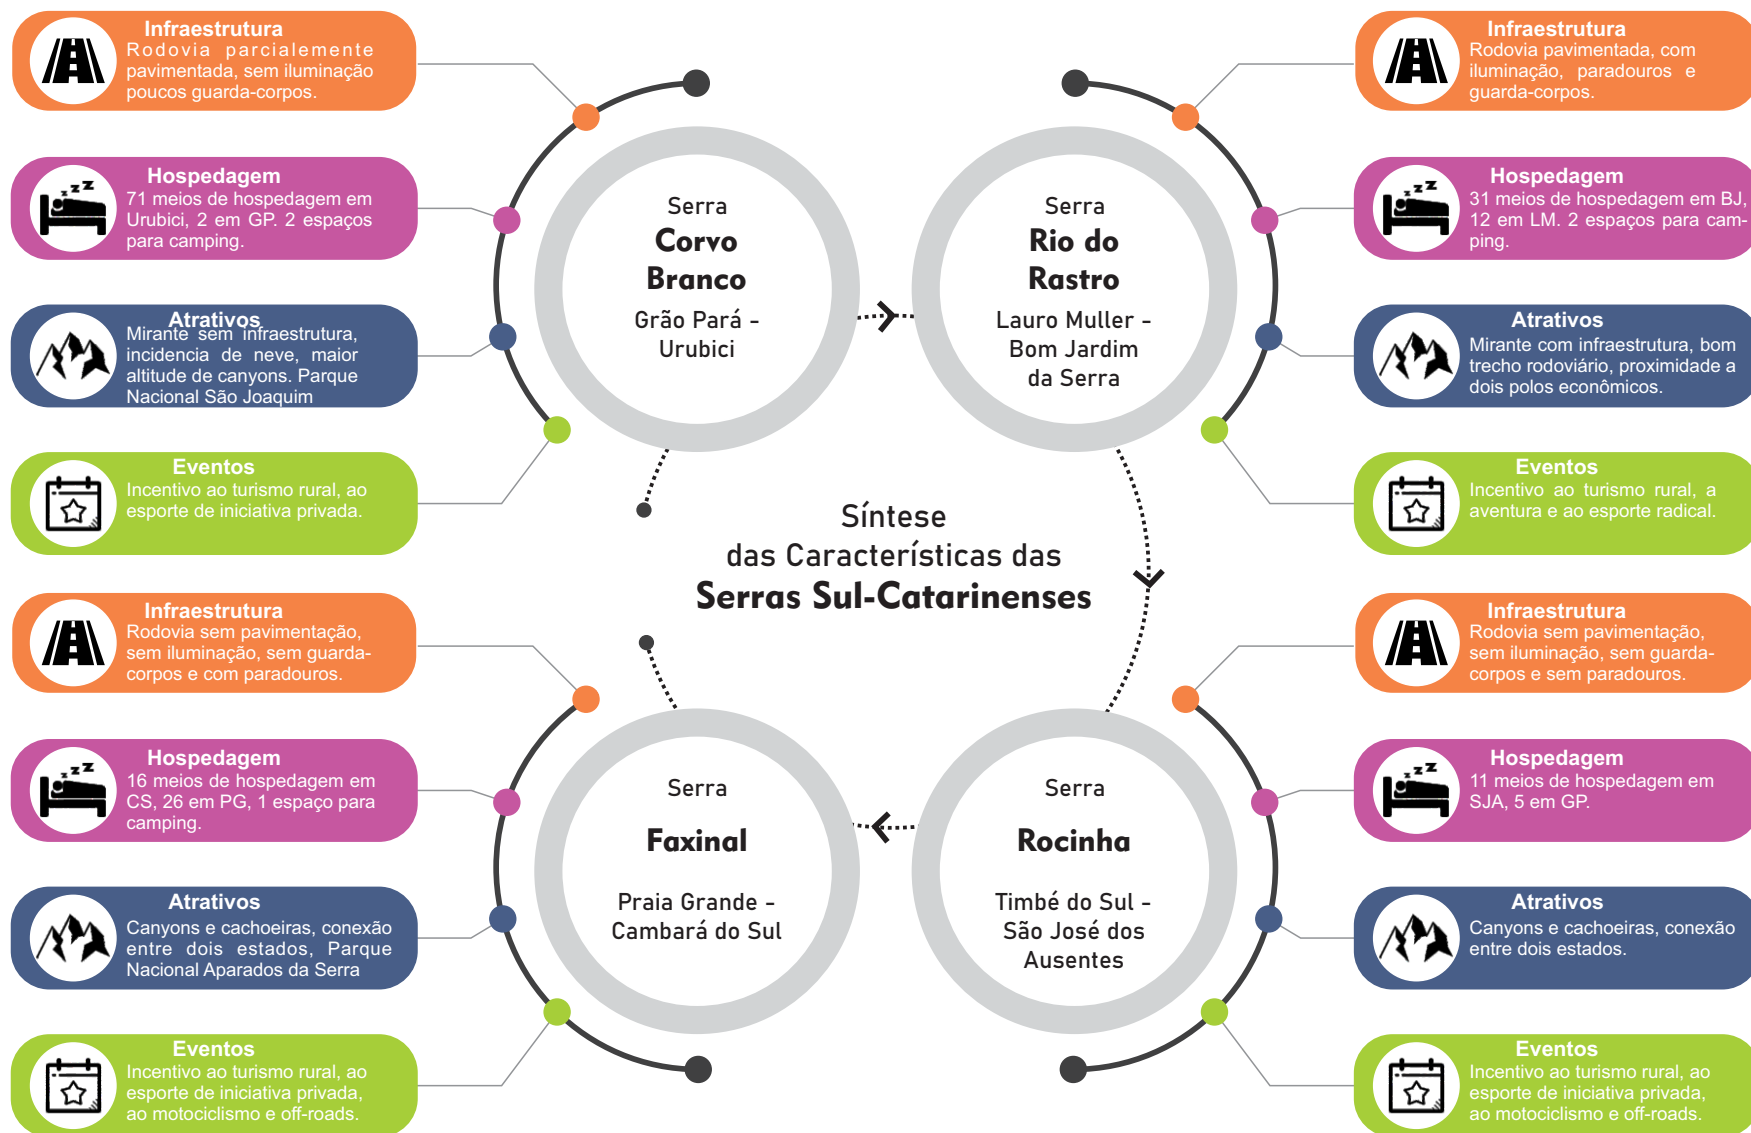 Infraestrutura
Rodovia parcialemente
pavimentada, sem iluminação
poucos guarda-corpos.
Hospedagem
71 meios de hospedagem em
Urubici, 2 em GP. 2 espaços
para camping.
Atrativos
Mirante sem infraestrutura,
incidencia de neve, maior
altitude de canyons. Parque
Nacional São Joaquim
Eventos
Incentivo ao turismo rural, ao
esporte de iniciativa privada.
Serra
Corvo
Branco
Grão Pará -
Urubici
Serra
Rio do
Rastro
Lauro Muller -
Bom Jardim
da Serra
Infraestrutura
Rodovia pavimentada, com
iluminação, paradouros e
guarda-corpos.
Hospedagem
31 meios de hospedagem em BJ,
12 em LM. 2 espaços para cam-
ping.
Atrativos
Mirante com infraestrutura, bom
trecho rodoviário, proximidade a
dois polos econômicos.
Eventos
Incentivo ao turismo rural, a
aventura e ao esporte radical.
Síntese
das Características das
Serras Sul-Catarinenses
Infraestrutura
Rodovia sem pavimentação,
sem iluminação, sem guarda-
corpos e com paradouros.
Hospedagem
16 meios de hospedagem em
CS, 26 em PG, 1 espaço para
camping.
Atrativos
Canyons e cachoeiras, conexão
entre dois estados, Parque
Nacional Aparados da Serra
Eventos
Incentivo ao turismo rural, ao
esporte de iniciativa privada,
ao motociclismo e off-roads.
Serra
Faxinal
Praia Grande -
Cambará do Sul
Serra
Rocinha
Timbé do Sul -
São José dos
Ausentes
Infraestrutura
Rodovia sem pavimentação,
sem iluminação, sem guarda-
corpos e sem paradouros.
Hospedagem
11 meios de hospedagem em
SJA, 5 em GP.
Atrativos
Canyons e cachoeiras, conexão
entre dois estados.
Eventos
Incentivo ao turismo rural, ao
esporte de iniciativa privada,
ao motociclismo e off-roads.